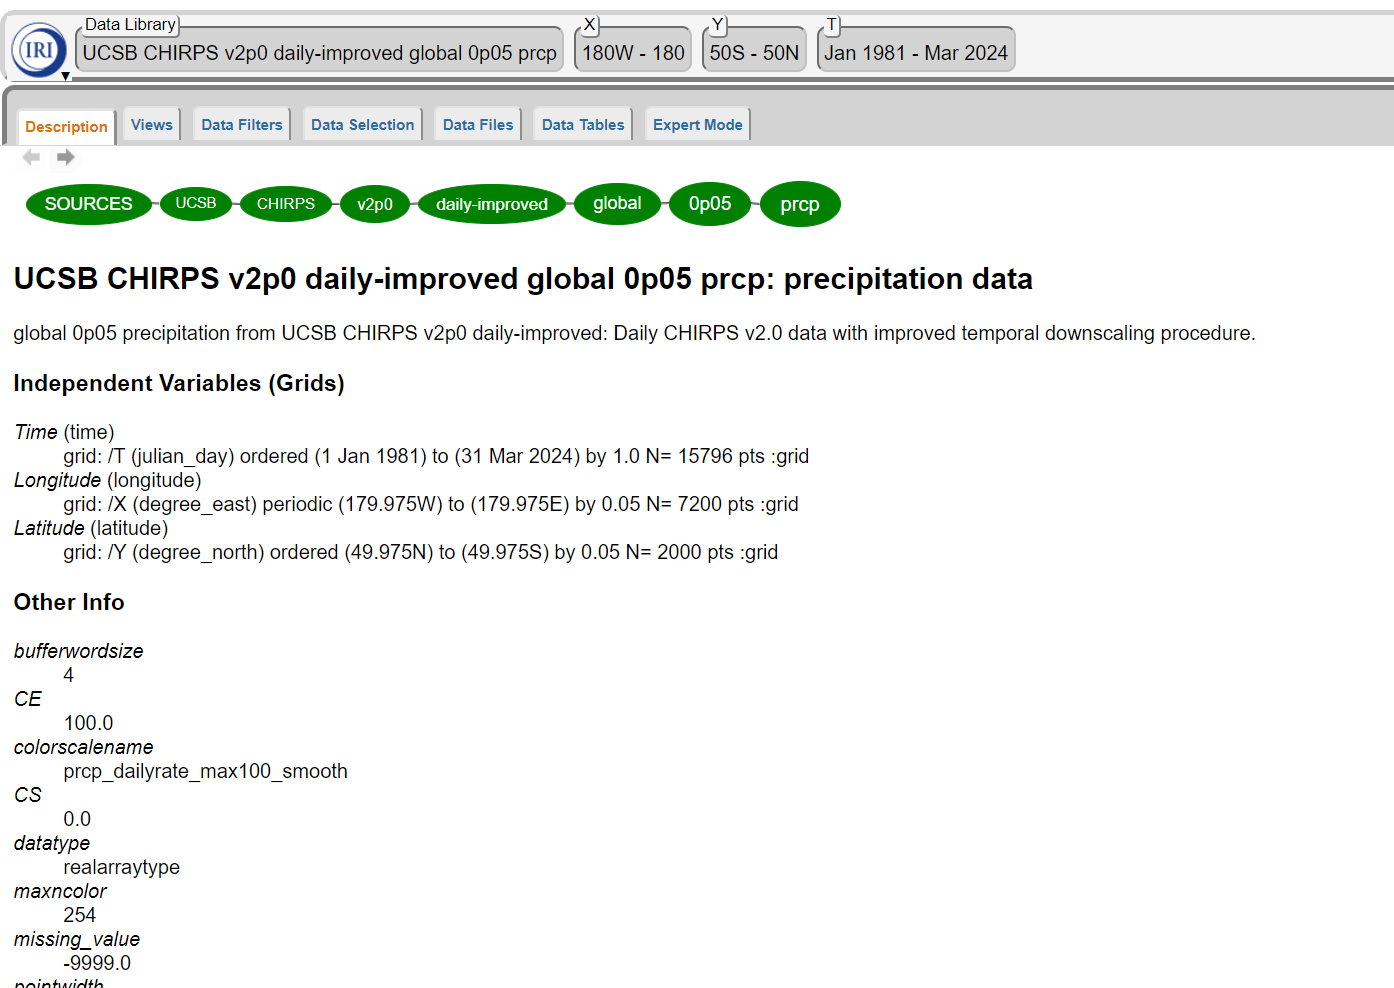 IRI
Data Library
UCSB CHIRPS v2p0 daily-improved global 0p05 prcp
X
180W - 180
Y
50S - 50N
T
Jan 1981 - Mar 2024
Description
Views
Data Filters
Data Selection
Data Files
Data Tables
Expert Mode
SOURCES
UCSB
CHIRPS
v2p0
daily-improved
global
0p05
prcp
UCSB CHIRPS v2p0 daily-improved global 0p05 prcp: precipitation data
global 0p05 precipitation from UCSB CHIRPS v2p0 daily-improved: Daily CHIRPS v2.0 data with improved temporal downscaling procedure.
Independent Variables (Grids)
Time (time)
grid: /T (julian_day) ordered (1 Jan 1981) to (31 Mar 2024) by 1.0 N= 15796 pts :grid
Longitude (longitude)
grid: /X (degree_east) periodic (179.975W) to (179.975E) by 0.05 N= 7200 pts :grid
Latitude (latitude)
grid: /Y (degree_north) ordered (49.975N) to (49.975S) by 0.05 N= 2000 pts :grid
Other Info
bufferwordsize
4
CE
100.0
colorscalename
prcp_dailyrate_max100_smooth
CS
0.0
datatype
realarraytype
maxncolor
254
missing_value
-9999.0
pointwidth